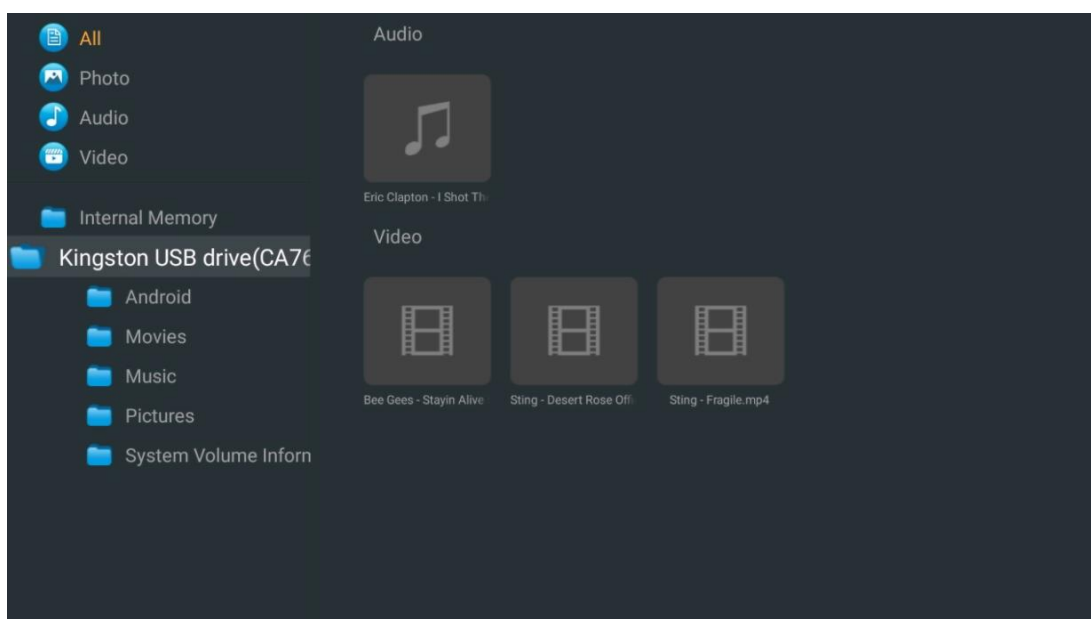 All
Photo
Audio
Video
Internal Memory
Kingston USB drive(CA76
Android
Movies
Music
Pictures
System Volume Inforn
Audio
Eric Clapton - I Shot Th
Video
Bee Gees - Stayin Alive
Sting - Desert Rose Off
Sting - Fragile.mp4